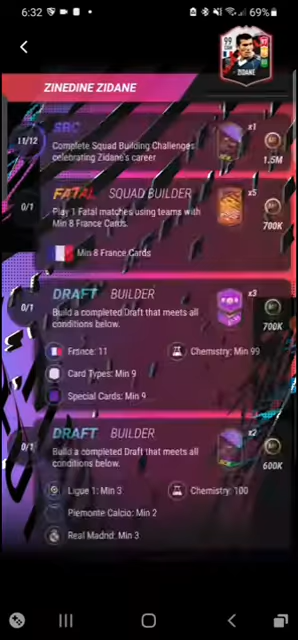 6:32
69%
99
ZIDANE
ZINEDINE ZIDANE
SBC
x1
11/12
Complete Squad Building Challenges
celebrating Zidane's career
1.5M
FATAL SQUAD BUILDER
x5
0/1
Play 1 Fatal matches using teams with
Min 8 France Cards.
700K
Min 8 France Cards
DRAFT BUILDER
x3
0/1
Build a completed Draft that meets all
conditions below.
700K
France: 11
Chemistry: Min 99
Card Types: Min 9
Special Cards: Min 9
DRAFT BUILDER
x2
0/1
Build a completed Draft that meets all
conditions below.
600K
Ligue 1: Min 3
Chemistry: 100
Piemonte Calcio: Min 2
Real Madrid: Min 3